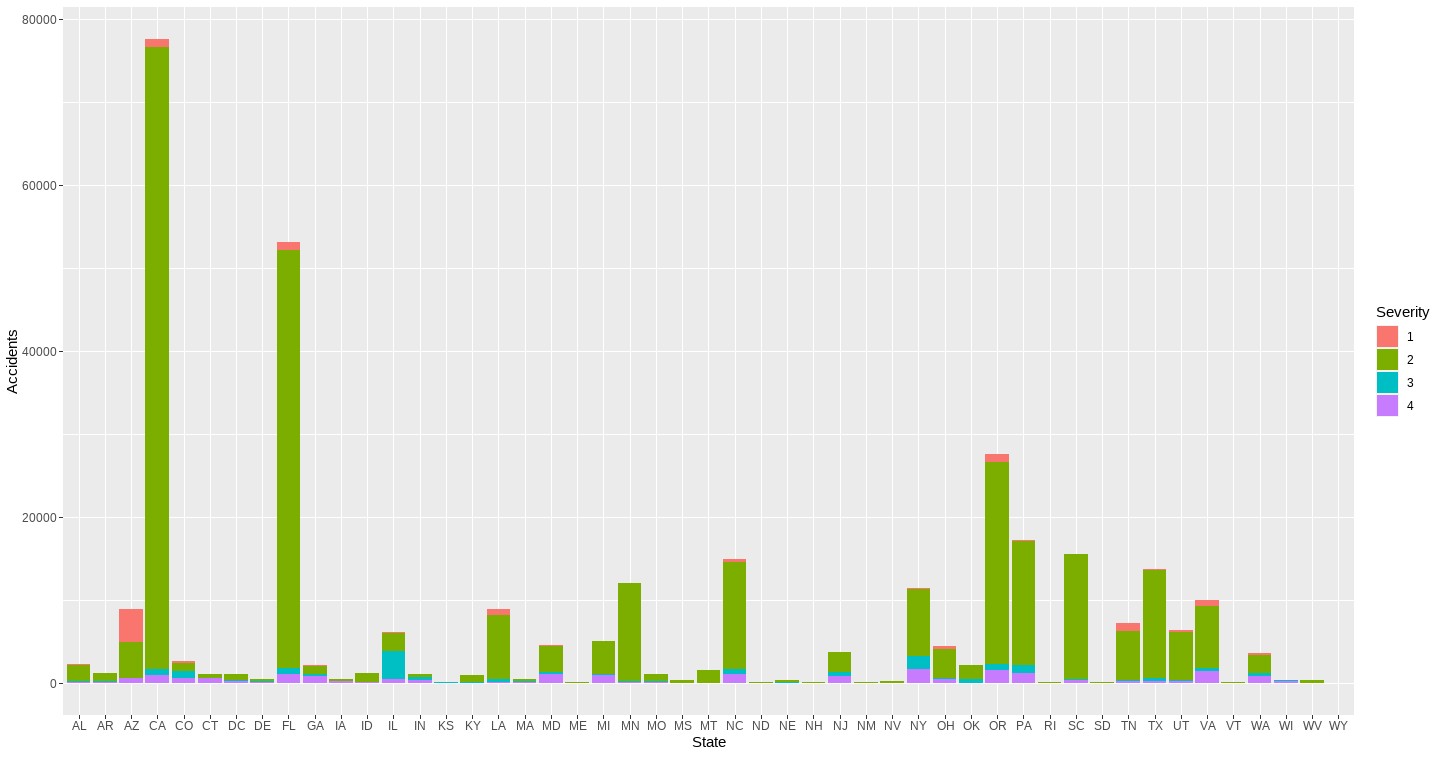 80000
60000
40000
20000
0
Accidents
AL AR AZ CA CO CT DC DE FL GA IA ID IL IN KS KY LA MA MD ME MI MN MO MS MT NC ND NE NH NJ NM NV NY OH OK OR PA RI SC SD TN TX UT VA VT WA WI WV WY
State
Severity
1
2
3
4